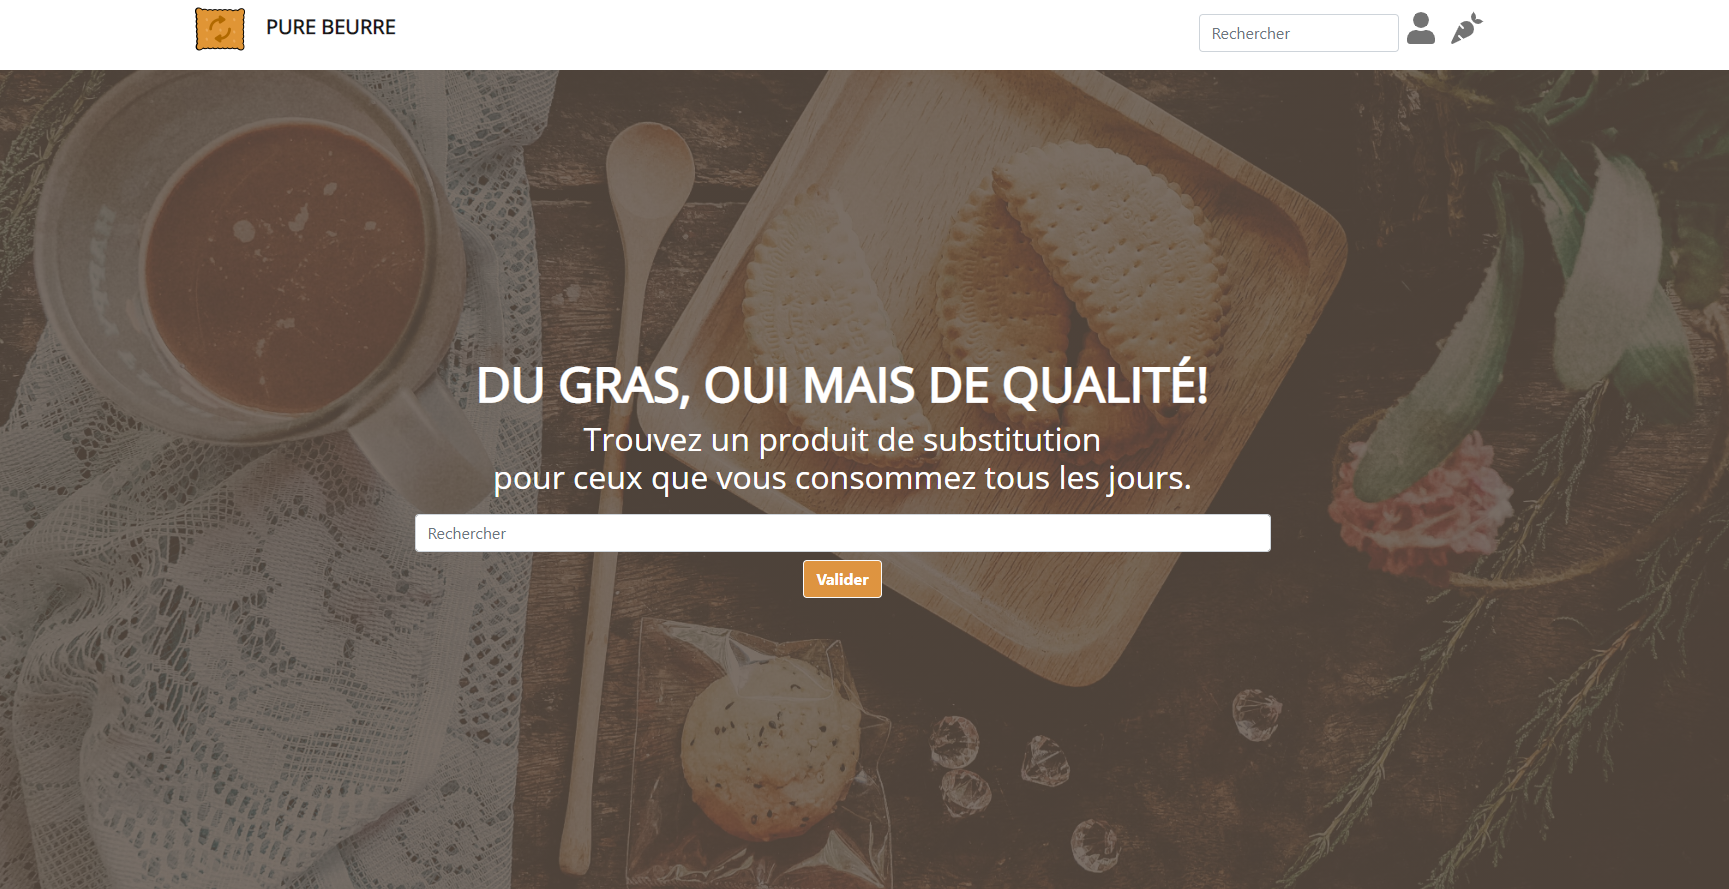 PURE BEURRE
Rechercher
DU GRAS, OUI MAIS DE QUALITÉ!
Trouvez un produit de substitution
pour ceux que vous consommez tous les jours.
Rechercher
Valider